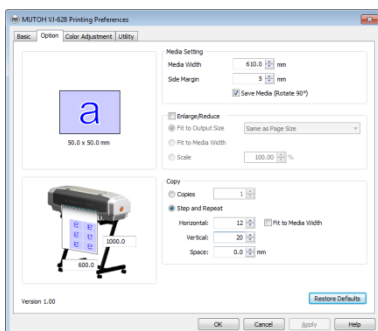 MUTOH VJ-628 Printing Preferences
Basic Option Color Adjustment Utility
a
50.0 x 50.0 mm
Media Setting
Media Width 610.0 mm
Side Margin 5 mm
Save Media (Rotate 90°)
Enlarge/Reduce
Fit to Output Size Same as Page Size
Fit to Media Width
Scale 100.00 %
Copy
Copies 1
Step and Repeat
Horizontal: 12 Fit to Media Width
Vertical: 20
Space: 0.0 mm
1000.0
600.0
Version 1.00
Restore Defaults
OK Cancel Apply Help